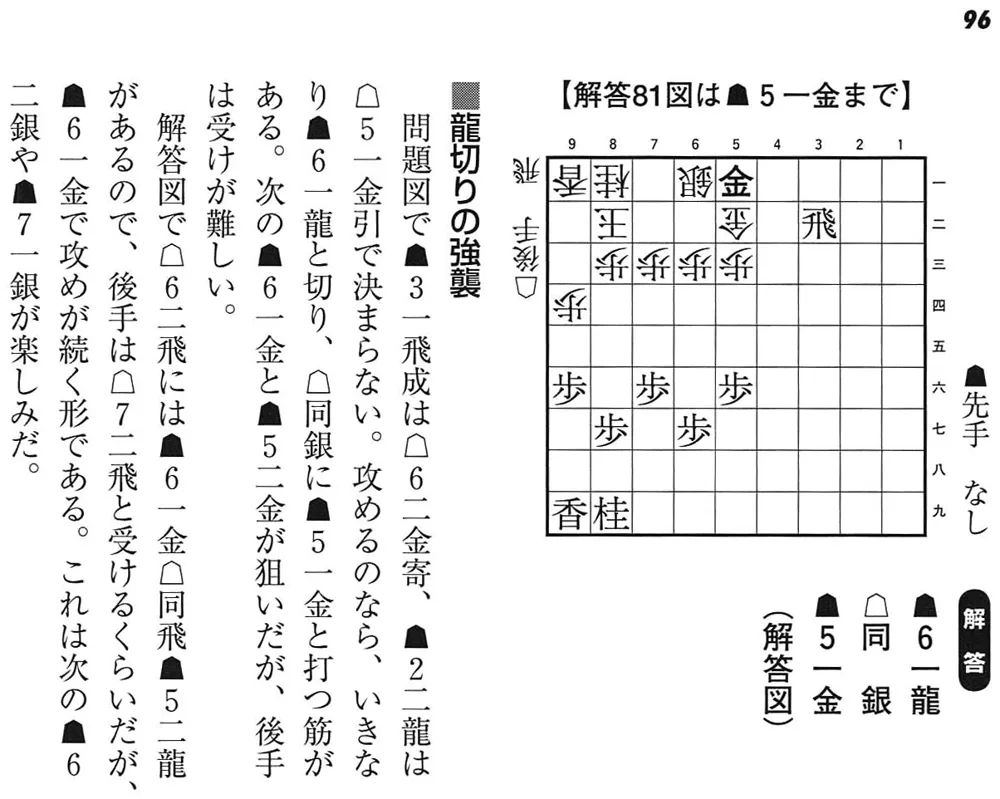 96
【解答81図は☗5一金まで】
9 8 7 6 5 4 3 2 1
香 桂 銀 金 一
王 金 飛 二
歩 歩 歩 歩 三
歩 四
五
歩 歩 歩 六
歩 歩 七
八
香 桂 九
☗先手 なし
☖後手 飛
解答
☗6一龍
☖同 銀
☗5一金
（解答図）
■龍切りの強襲
問題図で☗3一飛成は☖6二金寄、☗2二龍は
☖5一金引で決まらない。攻めるのなら、いきな
り☗6一龍と切り、☖同銀に☗5一金と打つ筋が
ある。次の☗6一金と☗5二金が狙いだが、後手
は受けが難しい。
解答図で☖6二飛には☗6一金☖同飛☗5二龍
があるので、後手は☖7二飛と受けるくらいだが、
☗6一金で攻めが続く形である。これは次の☗6
二銀や☗7一銀が楽しみだ。